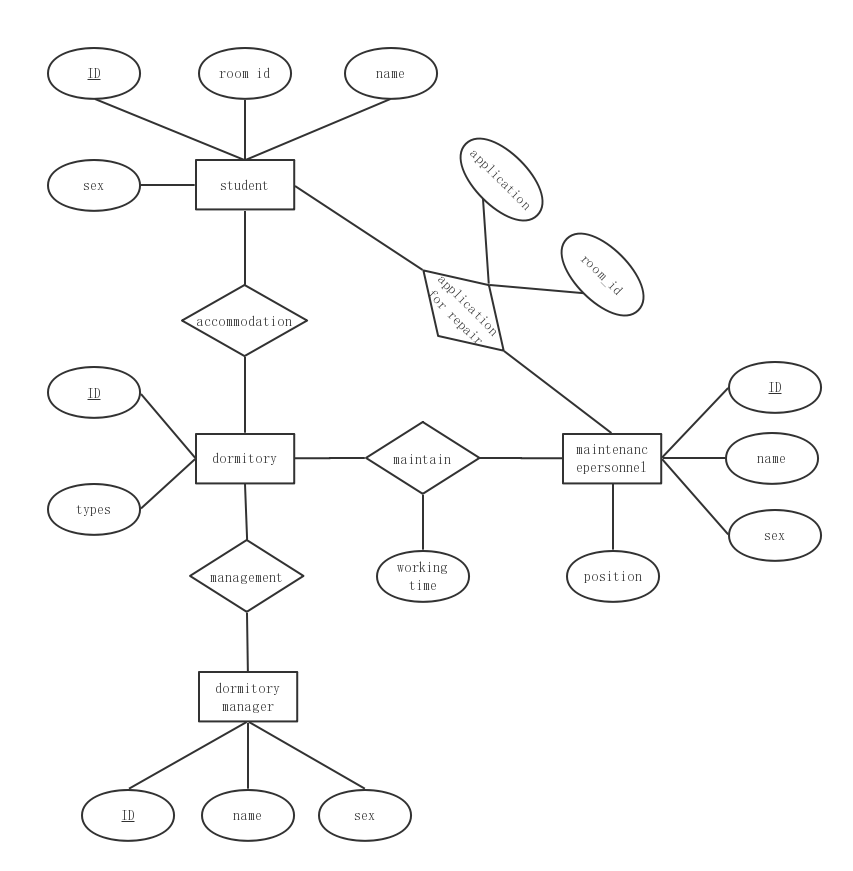 ID
room id
name
sex
student
application
room_id
application
for repair
accommodation
ID
types
dormitory
maintain
maintenanc
epersonnel
ID
name
sex
working
time
position
management
dormitory
manager
ID
name
sex